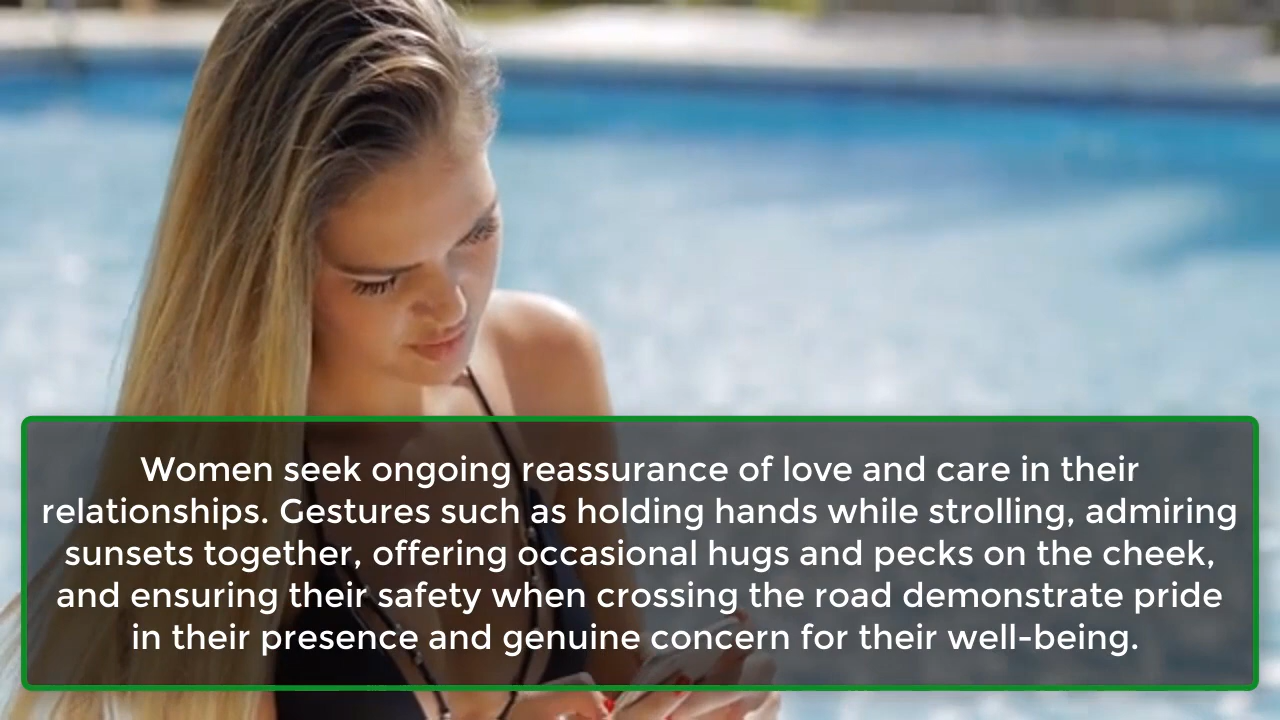 Women seek ongoing reassurance of love and care in their
relationships. Gestures such as holding hands while strolling, admiring
sunsets together, offering occasional hugs and pecks on the cheek,
and ensuring their safety when crossing the road demonstrate pride
in their presence and genuine concern for their well-being.